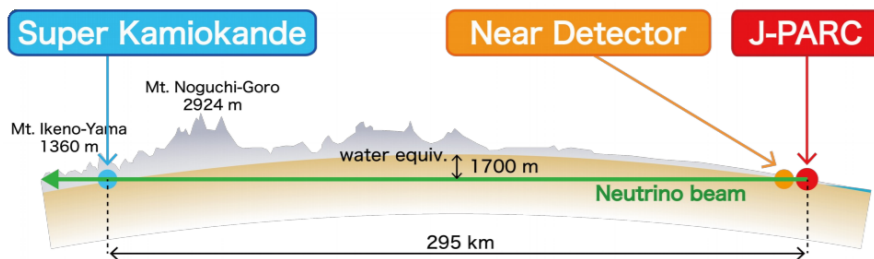 Super Kamiokande
Near Detector
J-PARC
Mt. Noguchi-Goro
2924 m
Mt. Ikeno-Yama
1360 m
water equiv.
1700 m
Neutrino beam
295 km